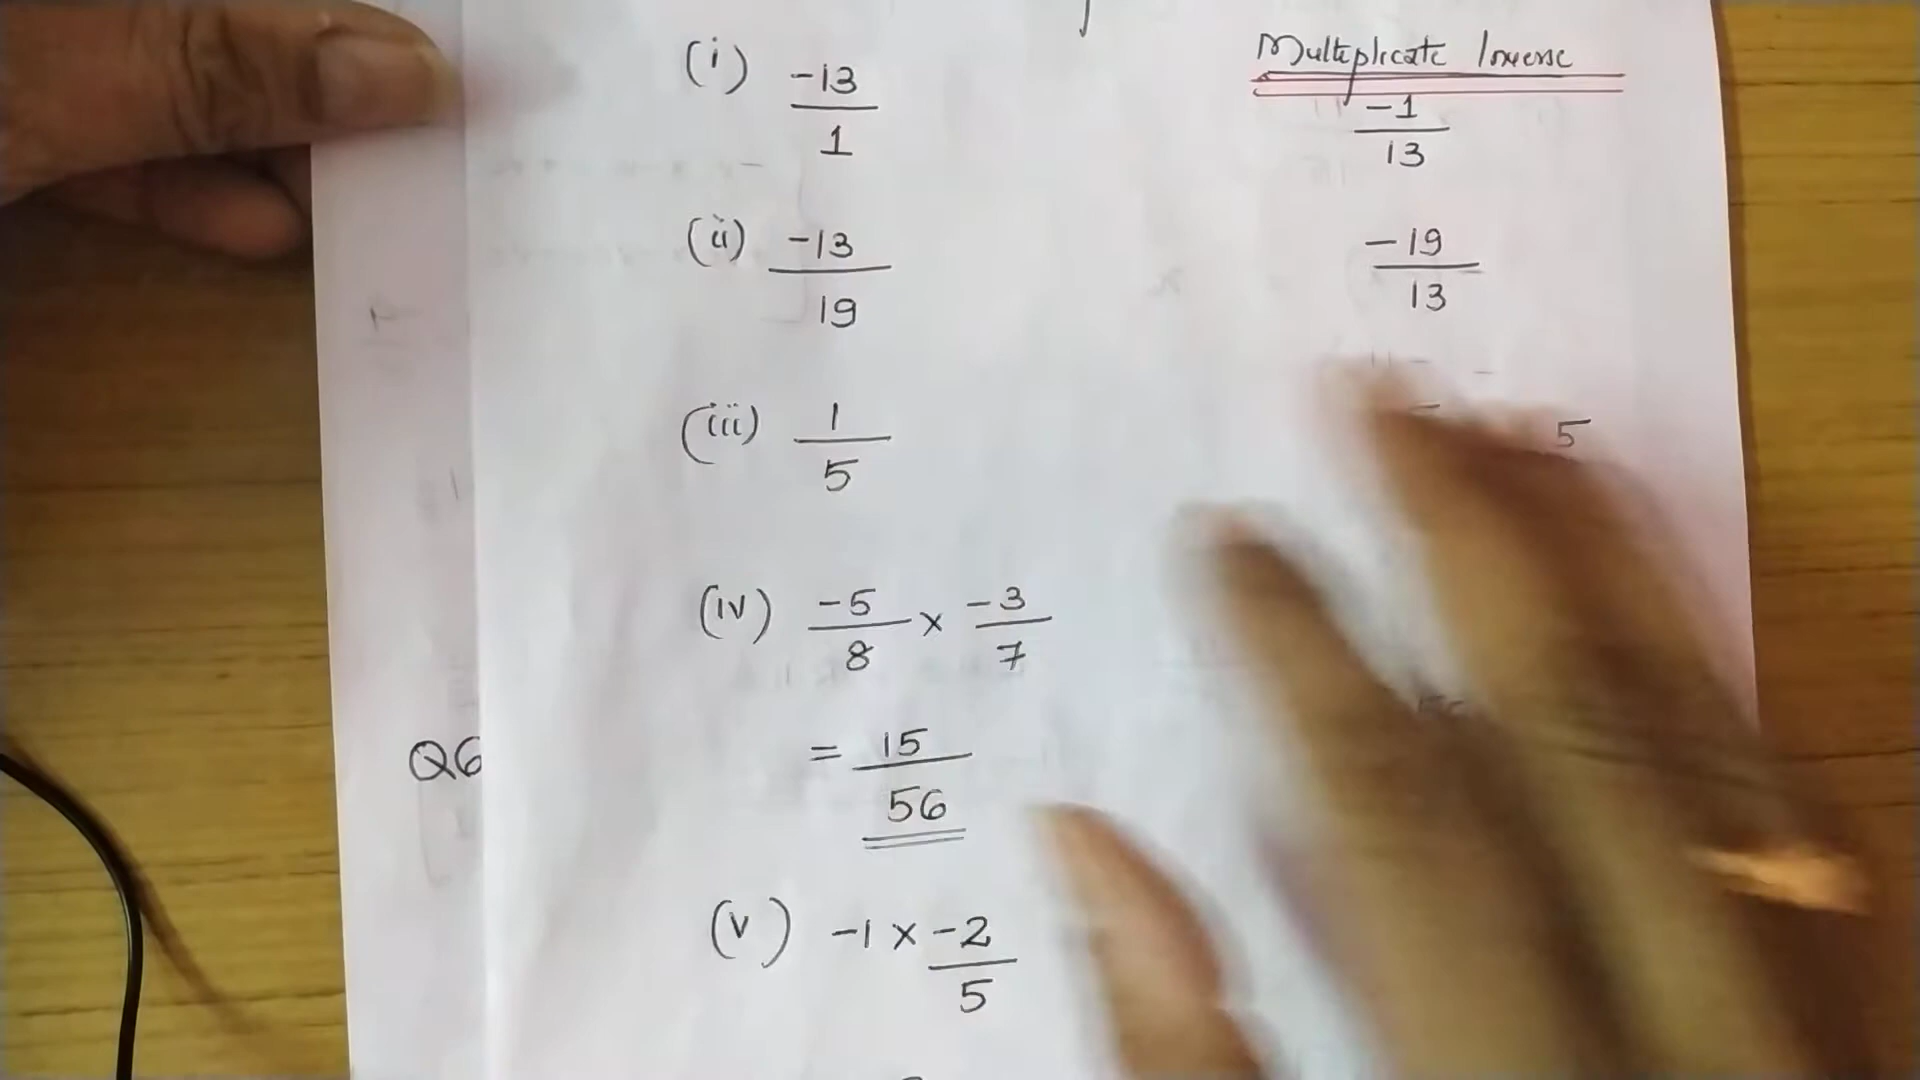 Multiplicate Inverse
(i) -13/1 -1/13
(ii) -13/19 -19/13
(iii) 1/5 5
(iv) -5/8 × -3/7
= 15/56
Q6
(v) -1 × -2/5